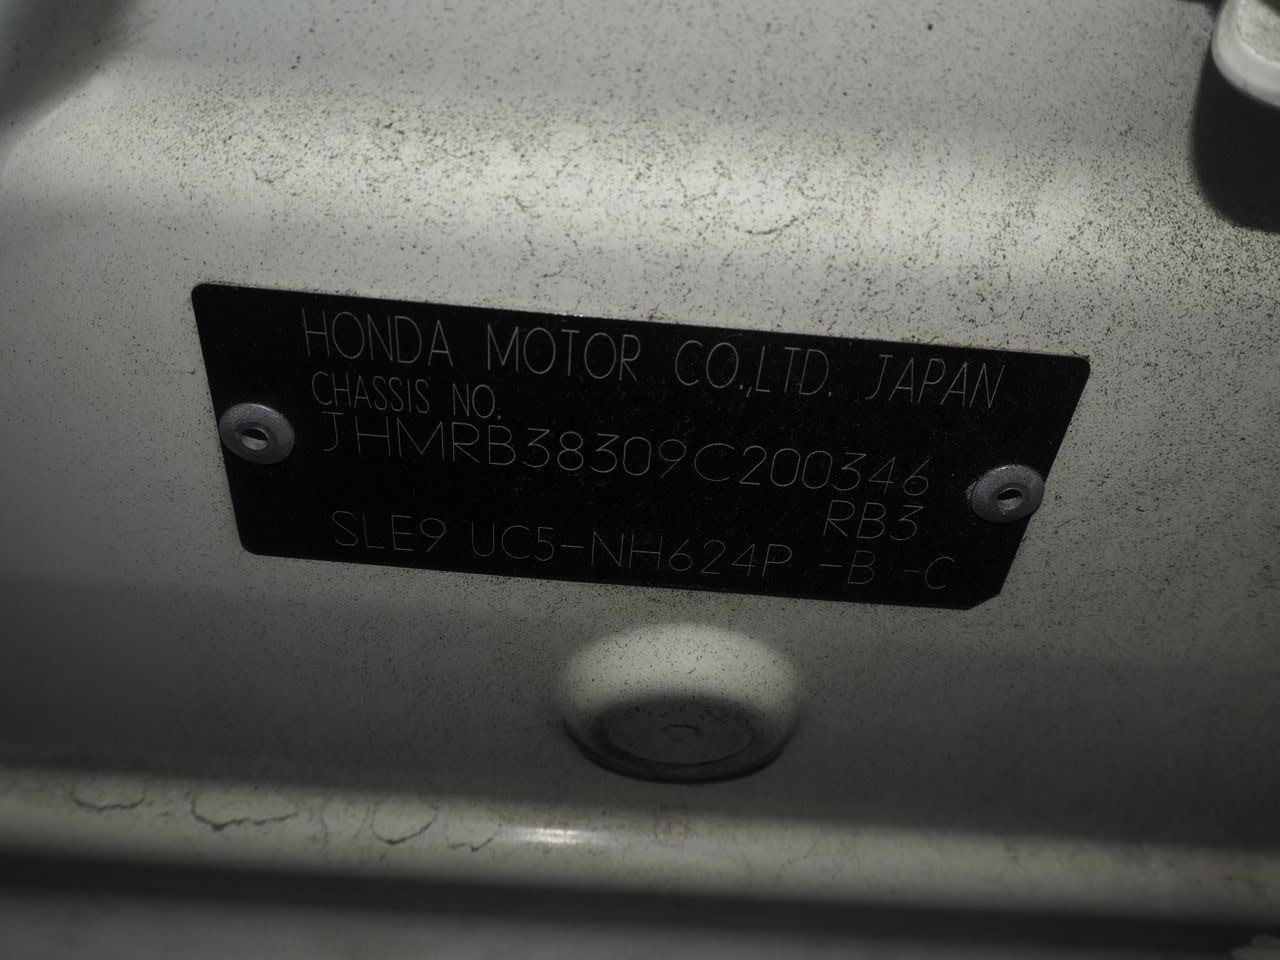 HONDA MOTOR CO.,LTD. JAPAN
CHASSIS NO.
JHMRB38309C200346
RB3
SLE9 UC5-NH624P -B -C